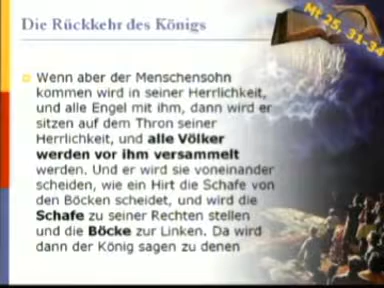 Die Rückkehr des Königs
Mt 25, 31-34
Wenn aber der Menschensohn
kommen wird in seiner Herrlichkeit,
und alle Engel mit ihm, dann wird er
sitzen auf dem Thron seiner
Herrlichkeit, und alle Völker
werden vor ihm versammelt
werden. Und er wird sie voneinander
scheiden, wie ein Hirt die Schafe von
den Böcken scheidet, und wird die
Schafe zu seiner Rechten stellen
und die Böcke zur Linken. Da wird
dann der König sagen zu denen